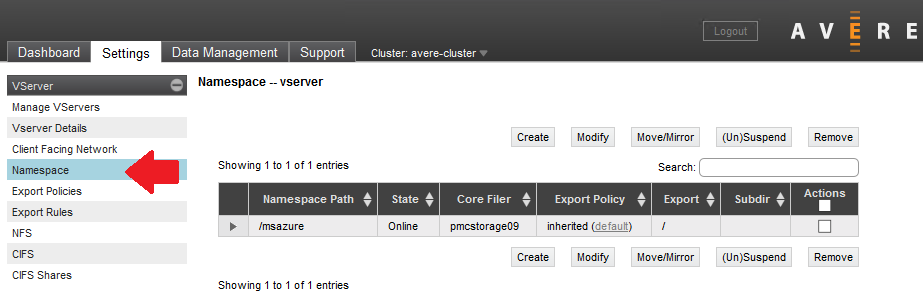 Logout
AVERE
Dashboard Settings Data Management Support Cluster: avere-cluster
VServer
Manage VServers
Vserver Details
Client Facing Network
Namespace
Export Policies
Export Rules
NFS
CIFS
CIFS Shares
Namespace -- vserver
Create Modify Move/Mirror (Un)Suspend Remove
Showing 1 to 1 of 1 entries Search:
Namespace Path State Core Filer Export Policy Export Subdir Actions
/msazure Online pmcstorage09 inherited (default) /
Create Modify Move/Mirror (Un)Suspend Remove
Showing 1 to 1 of 1 entries